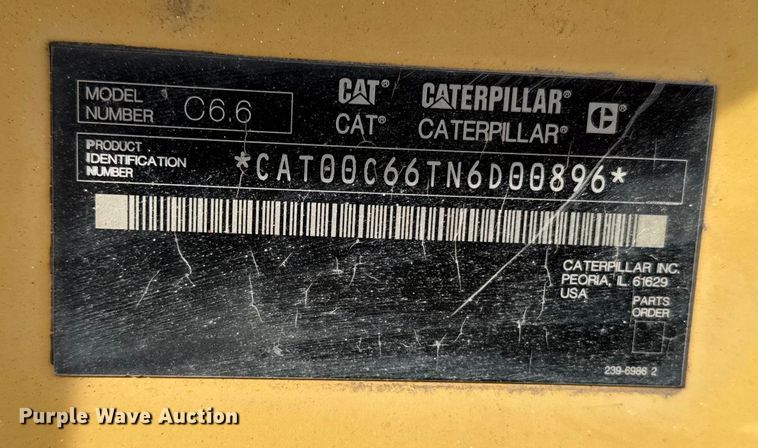 MODEL
NUMBER C6.6
CAT® CATERPILLAR®
CAT® CATERPILLAR®
PRODUCT
IDENTIFICATION
NUMBER
*CAT00C66TN6D00896*
CATERPILLAR INC.
PEORIA, IL 61629
USA
PARTS
ORDER
239-6986 2
Purple Wave Auction